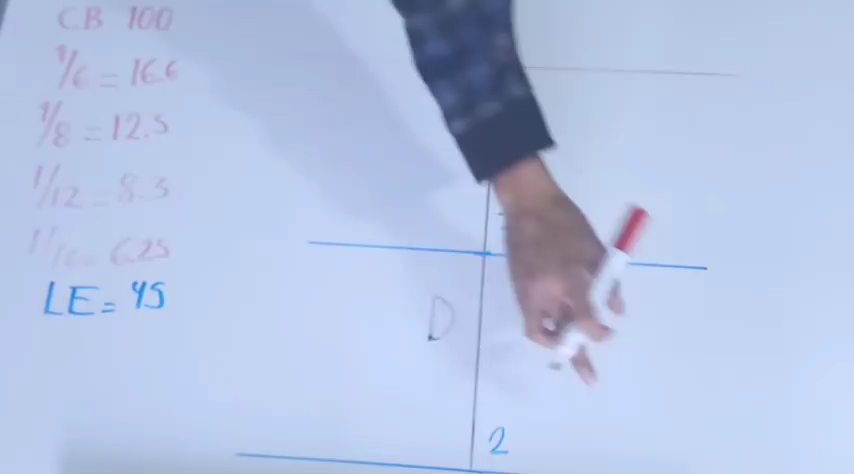 CB 100
1/6 = 16.6
1/8 = 12.5
1/12 = 8.3
1/16 = 6.25
LE = 45
D
2